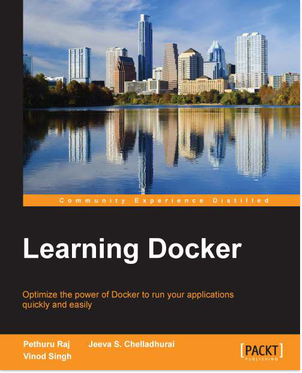 Community Experience Distilled
Learning Docker
Optimize the power of Docker to run your applications
quickly and easily
Pethuru Raj Jeeva S. Chelladhurai
Vinod Singh
[PACKT]
PUBLISHING